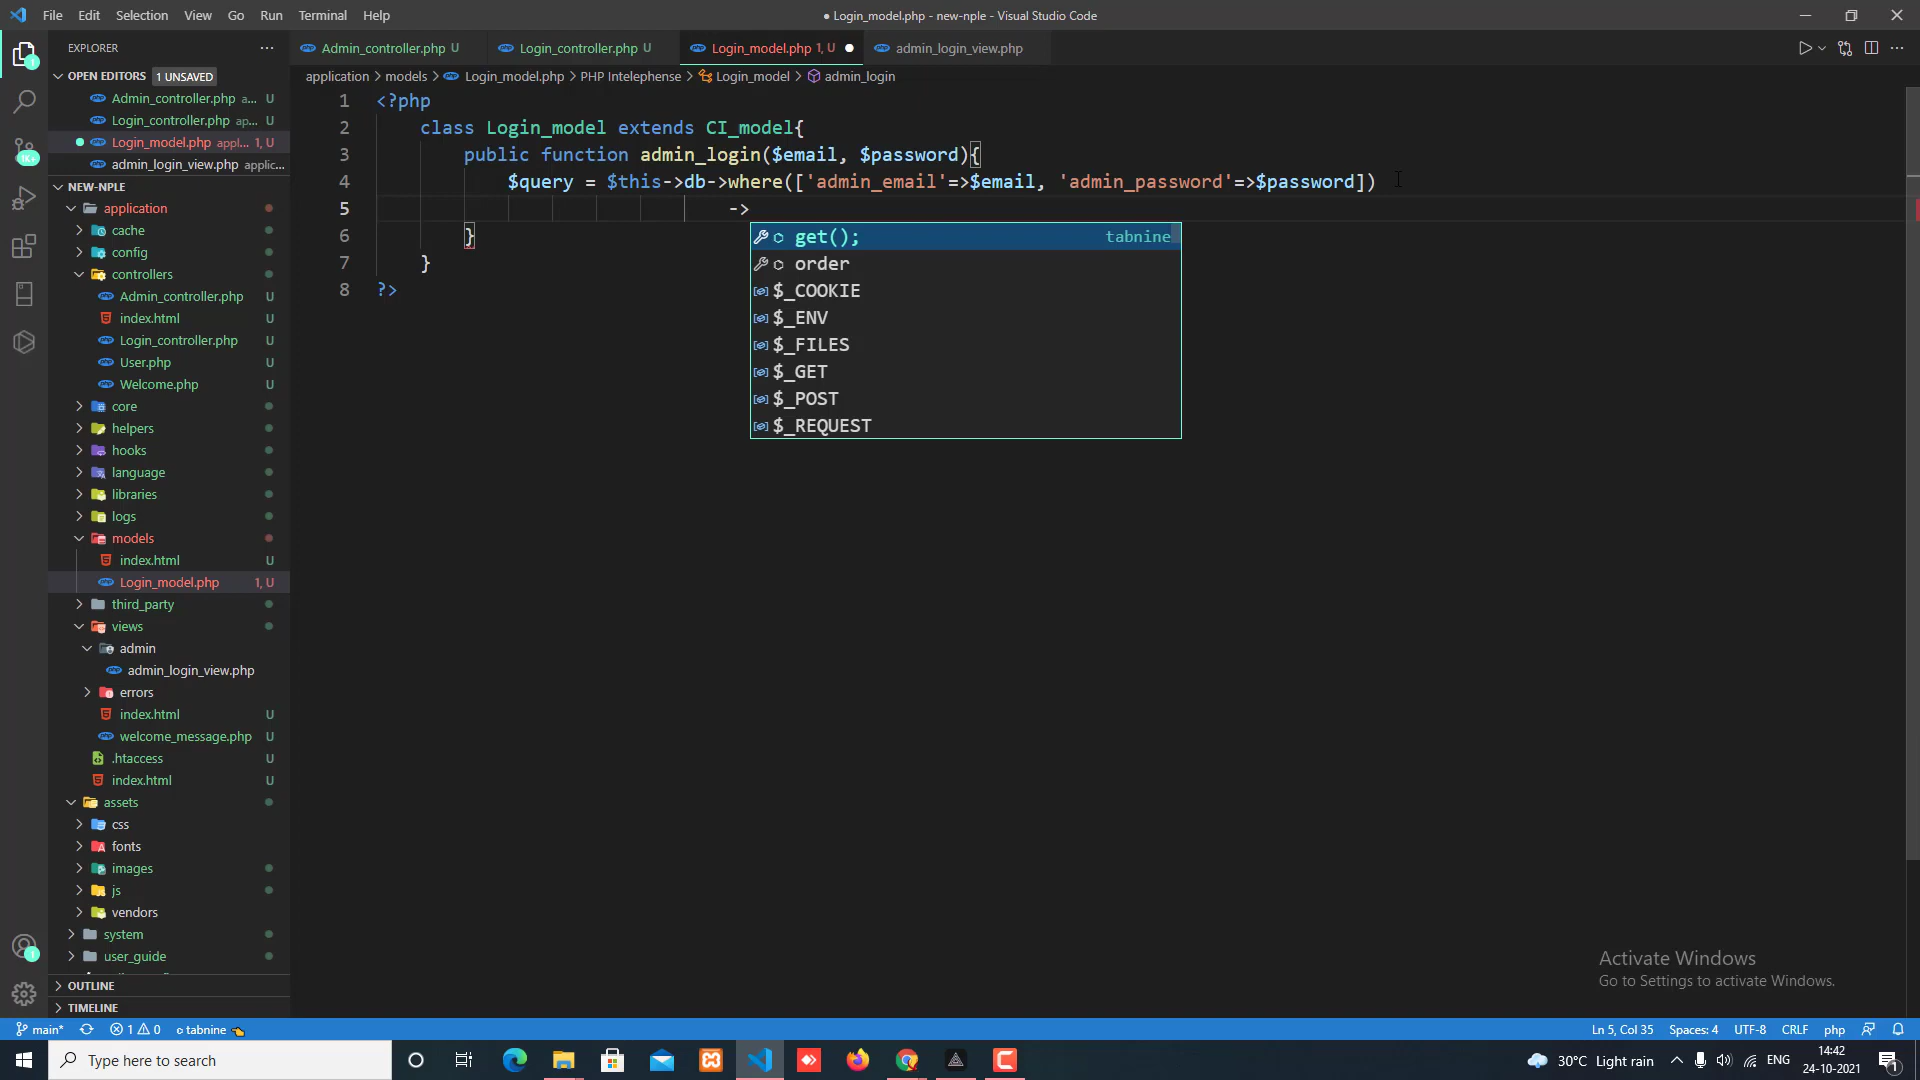 File Edit Selection View Go Run Terminal Help
● Login_model.php - new-nple - Visual Studio Code
EXPLORER
OPEN EDITORS 1 UNSAVED
Admin_controller.php a... U
Login_controller.php ap... U
Login_model.php appl... 1, U
admin_login_view.php applic...
NEW-NPLE
application
cache
config
controllers
Admin_controller.php U
index.html U
Login_controller.php U
User.php U
Welcome.php U
core
helpers
hooks
language
libraries
logs
models
index.html U
Login_model.php 1, U
third_party
views
admin
admin_login_view.php
errors
index.html U
welcome_message.php U
.htaccess U
index.html U
assets
css
fonts
images
js
vendors
system
user_guide
OUTLINE
TIMELINE
Admin_controller.php U
Login_controller.php U
Login_model.php 1, U
admin_login_view.php
application > models > Login_model.php > PHP Intelephense > Login_model > admin_login
1 <?php
2 class Login_model extends CI_model{
3 public function admin_login($email, $password){
4 $query = $this->db->where(['admin_email'=>$email, 'admin_password'=>$password])
5 ->
6 }
7 }
8 ?>
get(); tabnine
order
$_COOKIE
$_ENV
$_FILES
$_GET
$_POST
$_REQUEST
Activate Windows
Go to Settings to activate Windows.
main* 1 0 tabnine
Ln 5, Col 35 Spaces: 4 UTF-8 CRLF php
Type here to search
30°C Light rain ENG
14:42
24-10-2021